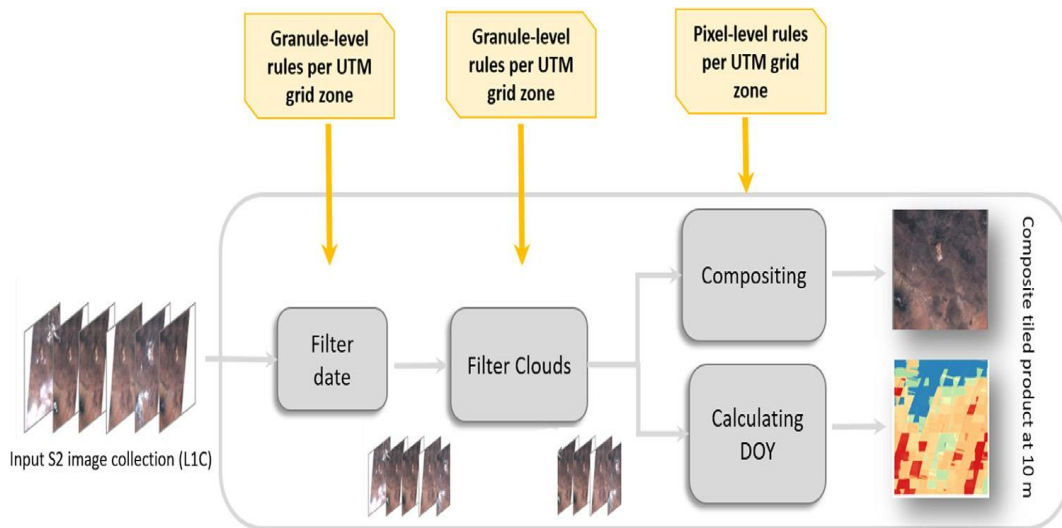 Granule-level
rules per UTM
grid zone
Granule-level
rules per UTM
grid zone
Pixel-level rules
per UTM grid
zone
Input S2 image collection (L1C)
Filter
date
Filter Clouds
Compositing
Calculating
DOY
Composite tiled product at 10 m